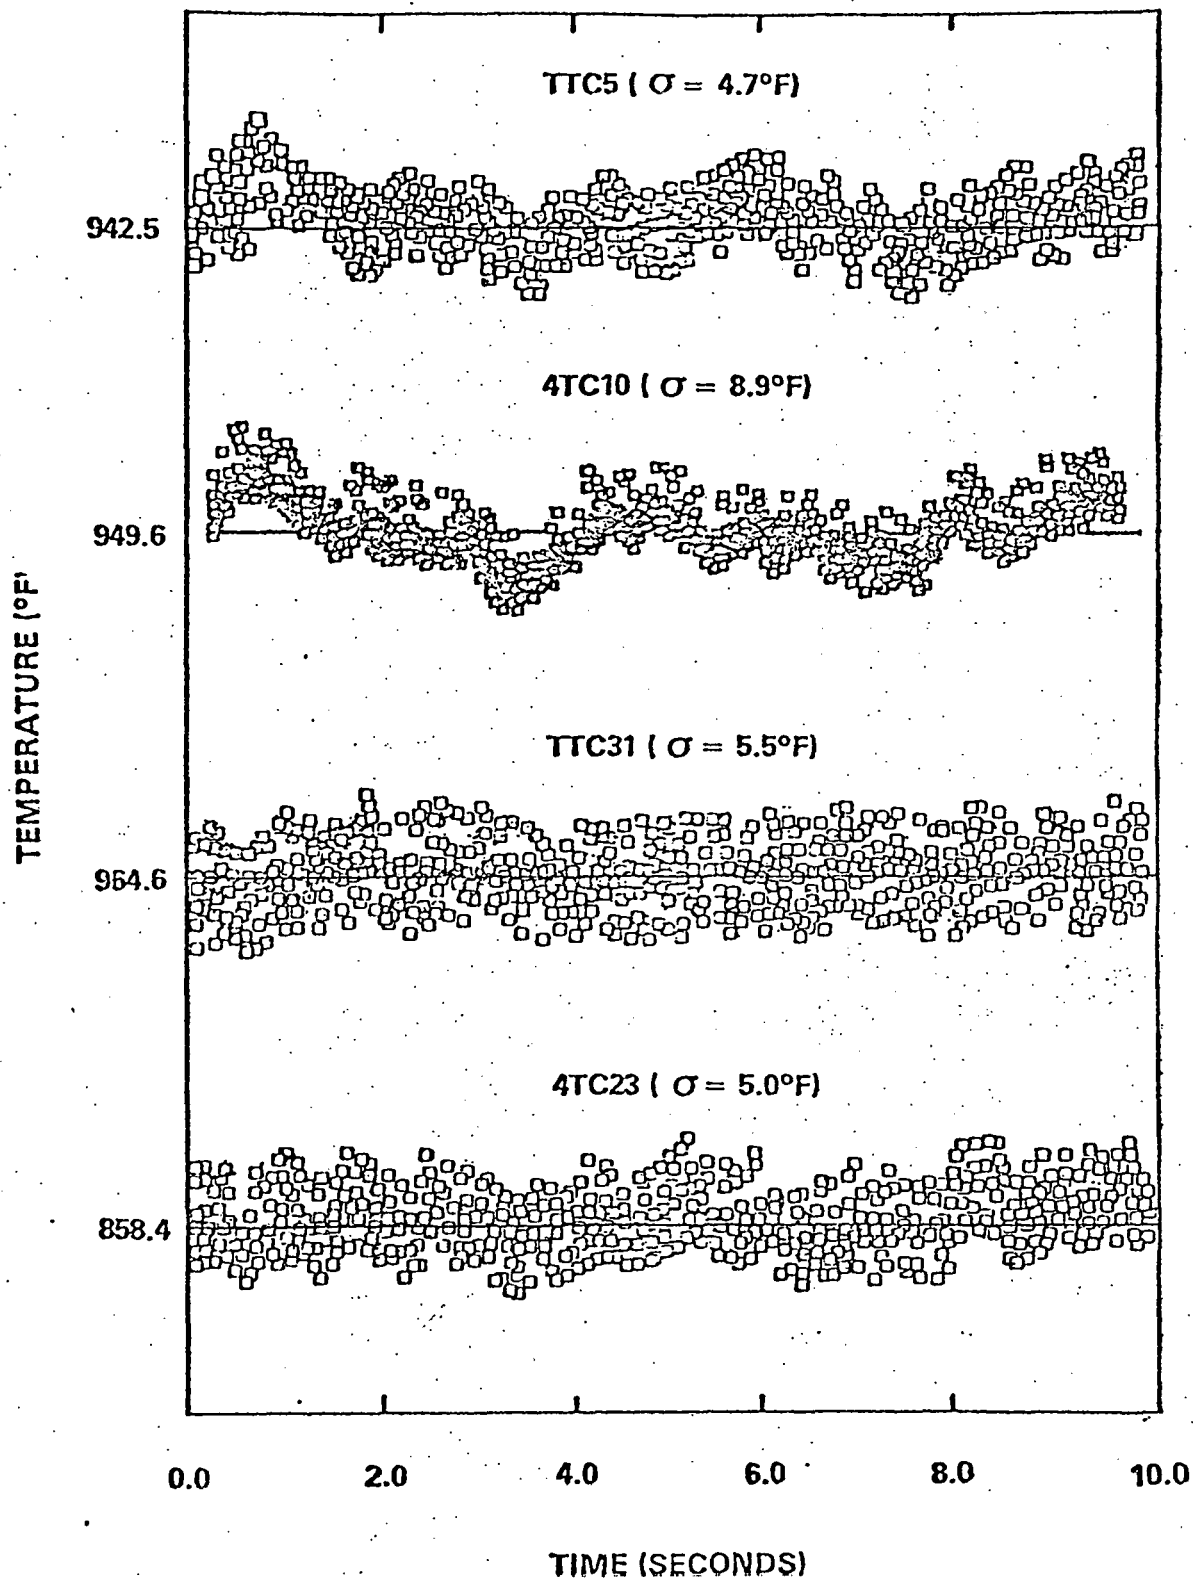 TTC5 ( σ = 4.7°F)
942.5
4TC10 ( σ = 8.9°F)
949.6
TTC31 ( σ = 5.5°F)
964.6
4TC23 ( σ = 5.0°F)
858.4
TEMPERATURE (°F)
0.0 2.0 4.0 6.0 8.0 10.0
TIME (SECONDS)